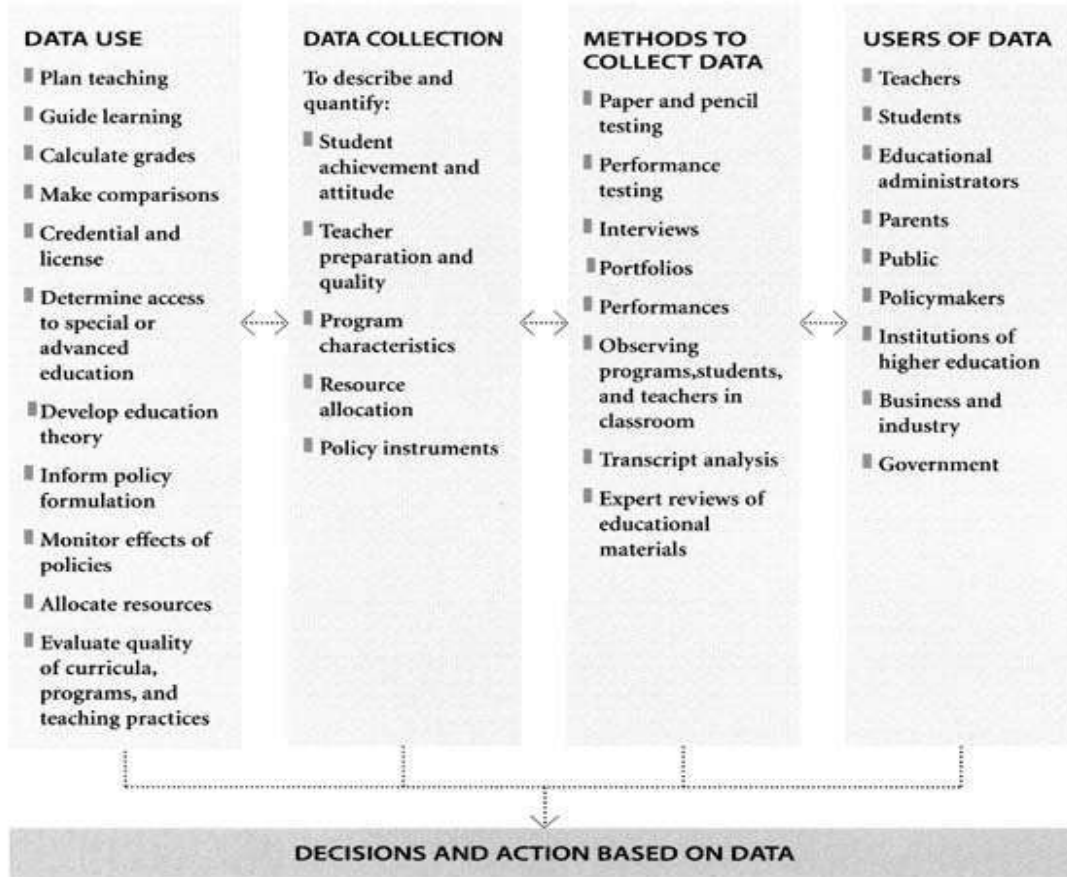 DATA USE
Plan teaching
Guide learning
Calculate grades
Make comparisons
Credential and
license
Determine access
to special or
advanced
education
Develop education
theory
Inform policy
formulation
Monitor effects of
policies
Allocate resources
Evaluate quality
of curricula,
programs, and
teaching practices
DATA COLLECTION
To describe and
quantify:
Student
achievement and
attitude
Teacher
preparation and
quality
Program
characteristics
Resource
allocation
Policy instruments
METHODS TO
COLLECT DATA
Paper and pencil
testing
Performance
testing
Interviews
Portfolios
Performances
Observing
programs,students,
and teachers in
classroom
Transcript analysis
Expert reviews of
educational
materials
USERS OF DATA
Teachers
Students
Educational
administrators
Parents
Public
Policymakers
Institutions of
higher education
Business and
industry
Government
DECISIONS AND ACTION BASED ON DATA